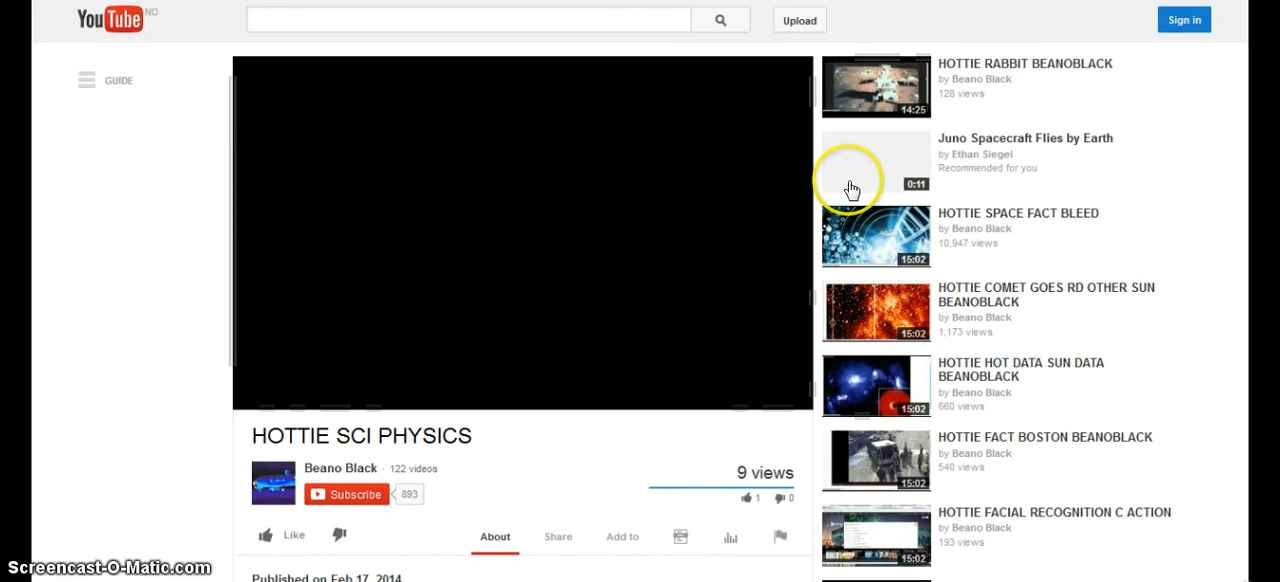 YouTube NO
Upload
Sign in
GUIDE
HOTTIE RABBIT BEANOBLACK
by Beano Black
128 views
14:25
Juno Spacecraft Flies by Earth
by Ethan Siegel
Recommended for you
0:11
HOTTIE SPACE FACT BLEED
by Beano Black
10,947 views
15:02
HOTTIE COMET GOES RD OTHER SUN
BEANOBLACK
by Beano Black
1,173 views
15:02
HOTTIE HOT DATA SUN DATA
BEANOBLACK
by Beano Black
660 views
15:02
HOTTIE FACT BOSTON BEANOBLACK
by Beano Black
540 views
15:02
HOTTIE FACIAL RECOGNITION C ACTION
by Beano Black
193 views
15:02
HOTTIE SCI PHYSICS
Beano Black · 122 videos
Subscribe 893
9 views
1 0
Like
About Share Add to
Published on Feb 17, 2014
Screencast-O-Matic.com